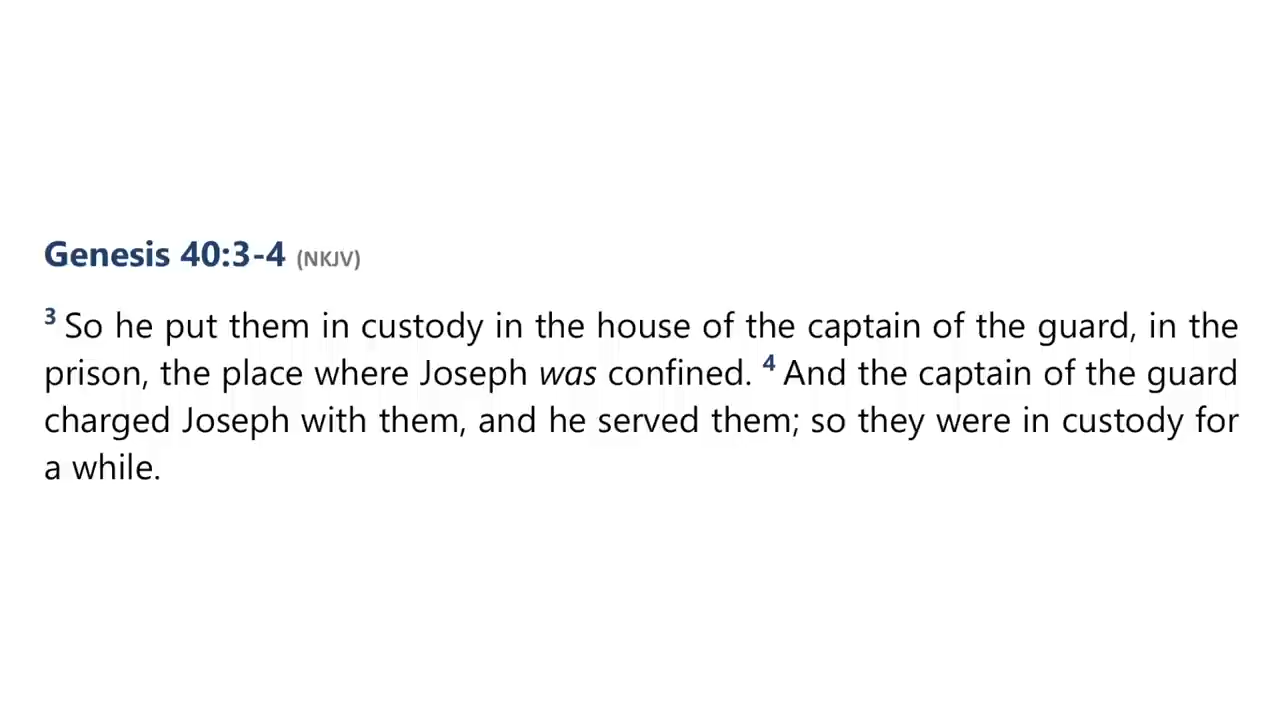 Genesis 40:3-4 (NKJV)
3 So he put them in custody in the house of the captain of the guard, in the
prison, the place where Joseph was confined. 4 And the captain of the guard
charged Joseph with them, and he served them; so they were in custody for
a while.